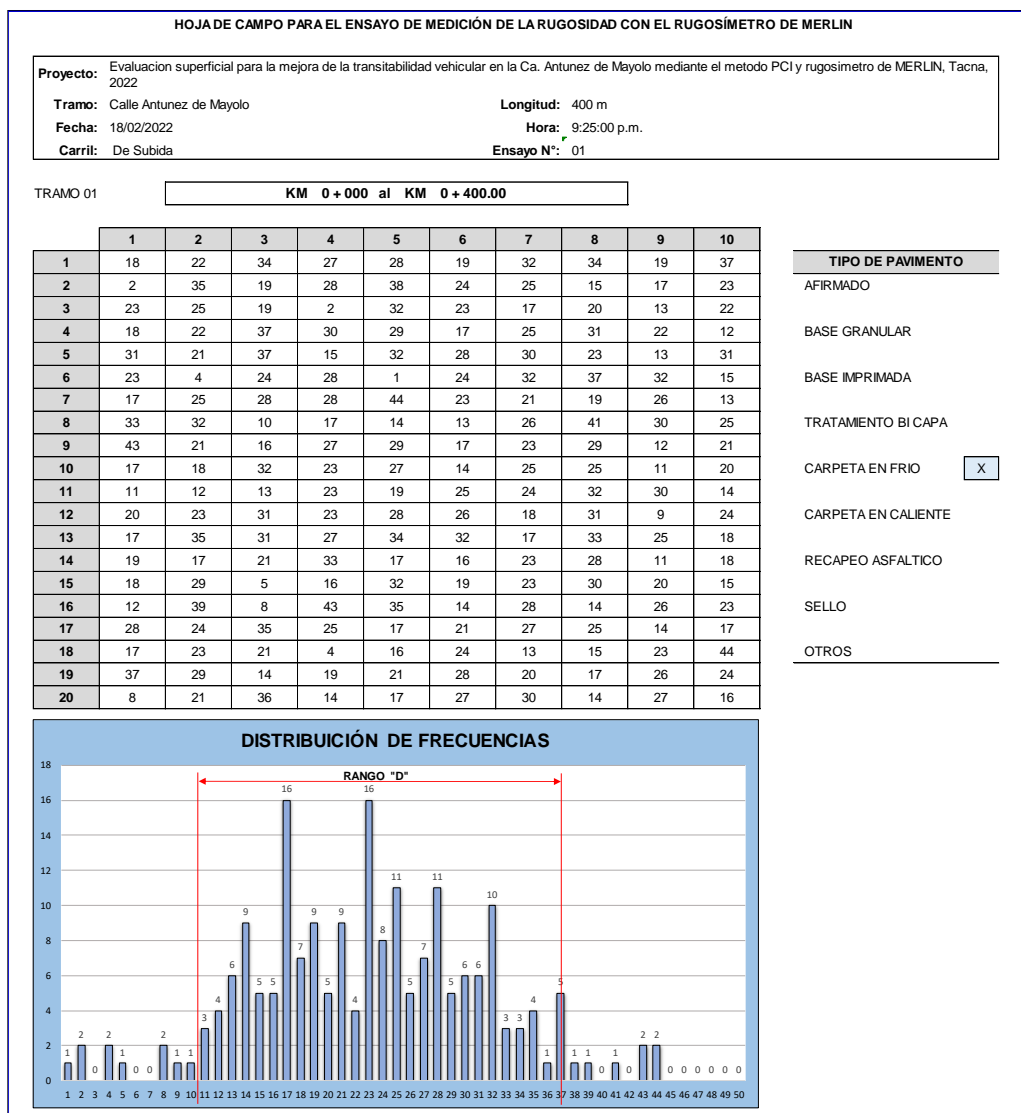 HOJA DE CAMPO PARA EL ENSAYO DE MEDICIÓN DE LA RUGOSIDAD CON EL RUGOSÍMETRO DE MERLIN
Proyecto: Evaluacion superficial para la mejora de la transitabilidad vehicular en la Ca. Antunez de Mayolo mediante el metodo PCI y rugosimetro de MERLIN, Tacna,
2022
Tramo: Calle Antunez de Mayolo Longitud: 400 m
Fecha: 18/02/2022 Hora: 9:25:00 p.m.
Carril: De Subida Ensayo N°: 01
TRAMO 01 KM 0+000 al KM 0+400.00
1 2 3 4 5 6 7 8 9 10
1 18 22 34 27 28 19 32 34 19 37
2 2 35 19 28 38 24 25 15 17 23
3 23 25 19 2 32 23 17 20 13 22
4 18 22 37 30 29 17 25 31 22 12
5 31 21 37 15 32 28 30 23 13 31
6 23 4 24 28 1 24 32 37 32 15
7 17 25 28 28 44 23 21 19 26 13
8 33 32 10 17 14 13 26 41 30 25
9 43 21 16 27 29 17 23 29 12 21
10 17 18 32 23 27 14 25 25 11 20
11 11 12 13 23 19 25 24 32 30 14
12 20 23 31 23 28 26 18 31 9 24
13 17 35 31 27 34 32 17 33 25 18
14 19 17 21 33 17 16 23 28 11 18
15 18 29 5 16 32 19 23 30 20 15
16 12 39 8 43 35 14 28 14 26 23
17 28 24 35 25 17 21 27 25 14 17
18 17 23 21 4 16 24 13 15 23 44
19 37 29 14 19 21 28 20 17 26 24
20 8 21 36 14 17 27 30 14 27 16
TIPO DE PAVIMENTO
AFIRMADO
BASE GRANULAR
BASE IMPRIMADA
TRATAMIENTO BI CAPA
CARPETA EN FRIO X
CARPETA EN CALIENTE
RECAPEO ASFALTICO
SELLO
OTROS
DISTRIBUICIÓN DE FRECUENCIAS
RANGO "D"
18
16
14
12
10
8
6
4
2
0
1 2 0 2 1 0 0 2 1 1 3 4 6 9 5 5 16 7 9 5 9 4 16 8 11 5 7 11 5 6 6 10 3 3 4 1 5 1 1 0 1 0 2 2 0 0 0 0 0 0
1 2 3 4 5 6 7 8 9 10 11 12 13 14 15 16 17 18 19 20 21 22 23 24 25 26 27 28 29 30 31 32 33 34 35 36 37 38 39 40 41 42 43 44 45 46 47 48 49 50